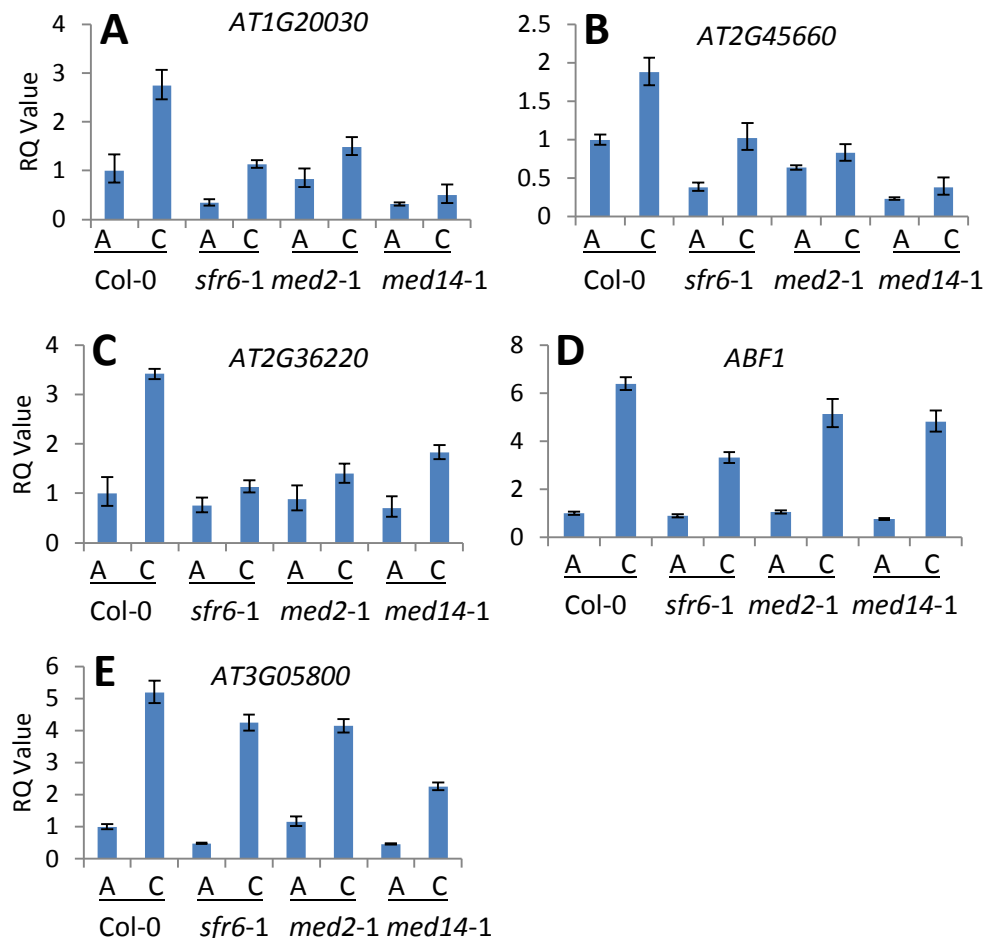 A
AT1G20030
RQ Value
4
3
2
1
0
A C A C A C A C
Col-0 sfr6-1 med2-1 med14-1
B
AT2G45660
2.5
2
1.5
1
0.5
0
A C A C A C A C
Col-0 sfr6-1 med2-1 med14-1
C
AT2G36220
RQ Value
4
3
2
1
0
A C A C A C A C
Col-0 sfr6-1 med2-1 med14-1
D
ABF1
8
6
4
2
0
A C A C A C A C
Col-0 sfr6-1 med2-1 med14-1
E
AT3G05800
RQ Value
6
5
4
3
2
1
0
A C A C A C A C
Col-0 sfr6-1 med2-1 med14-1